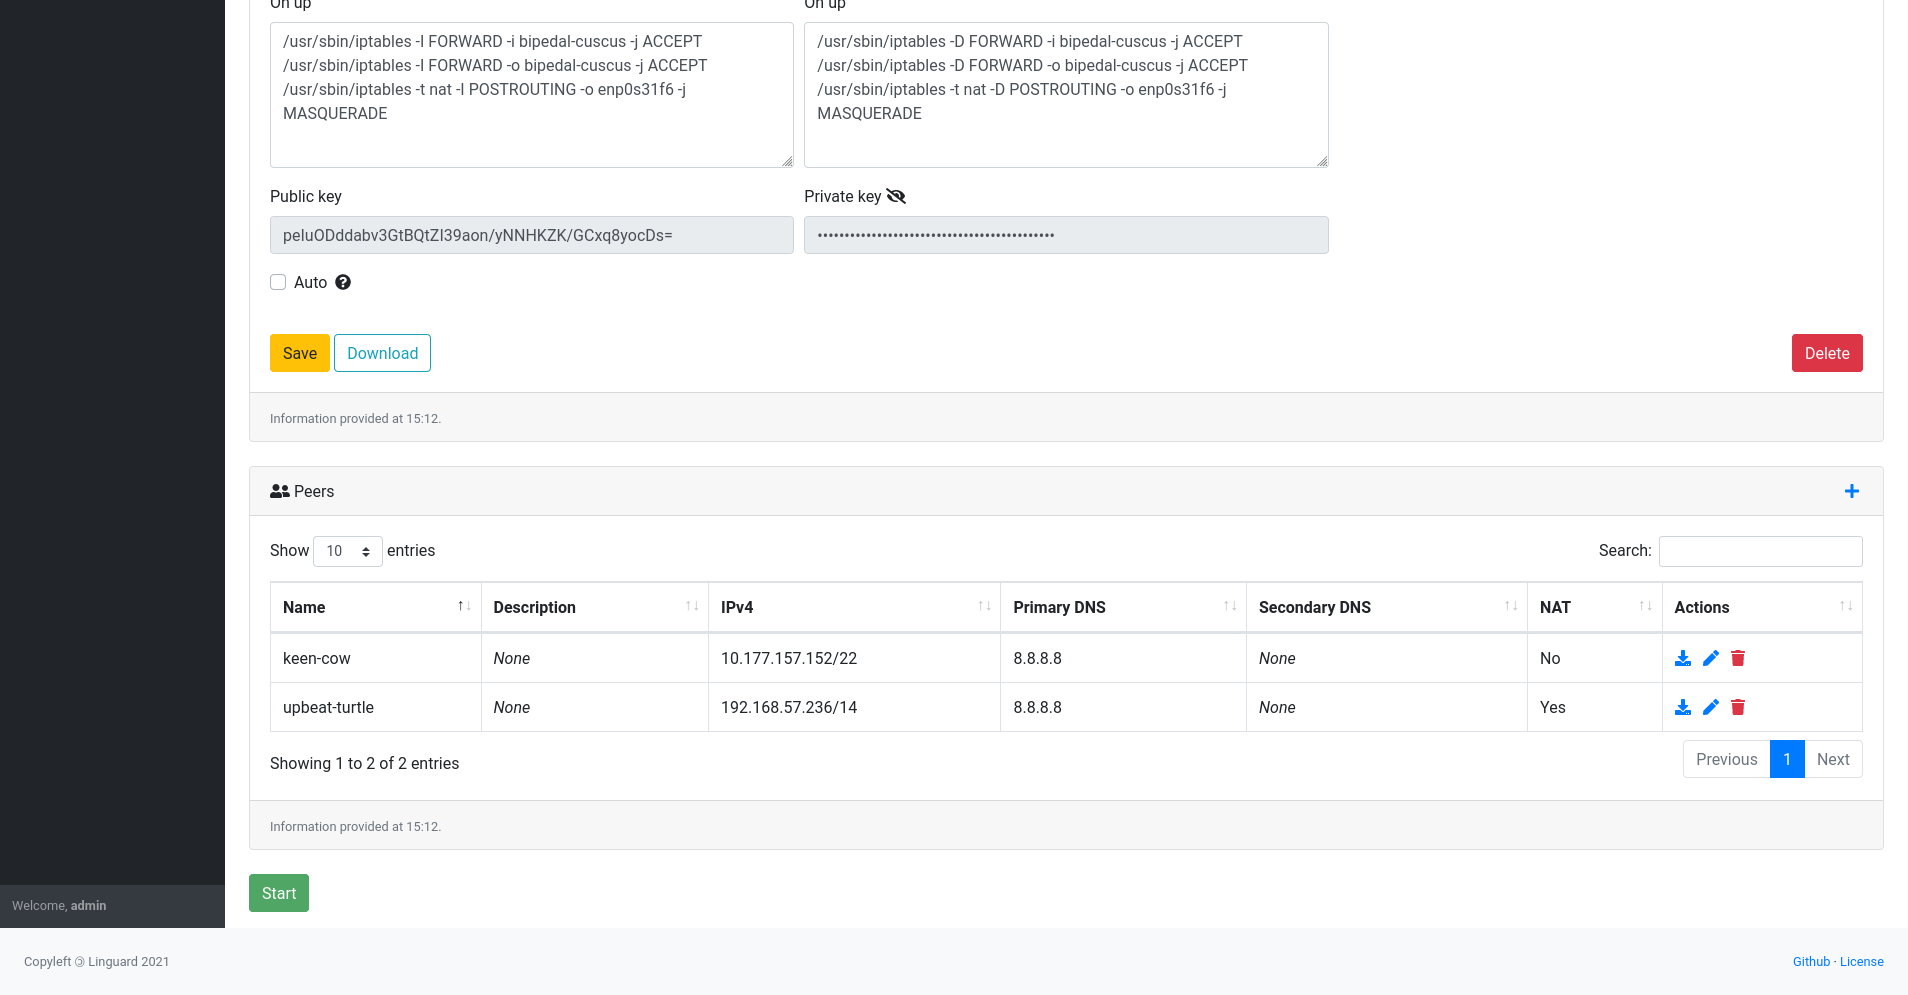 On up
On up
/usr/sbin/iptables -I FORWARD -i bipedal-cuscus -j ACCEPT
/usr/sbin/iptables -I FORWARD -o bipedal-cuscus -j ACCEPT
/usr/sbin/iptables -t nat -I POSTROUTING -o enp0s31f6 -j
MASQUERADE
/usr/sbin/iptables -D FORWARD -i bipedal-cuscus -j ACCEPT
/usr/sbin/iptables -D FORWARD -o bipedal-cuscus -j ACCEPT
/usr/sbin/iptables -t nat -D POSTROUTING -o enp0s31f6 -j
MASQUERADE
Public key
Private key
peIuODddabv3GtBQtZI39aon/yNNHKZK/GCxq8yocDs=
••••••••••••••••••••••••••••••••••••••••••••
Auto
Save
Download
Delete
Information provided at 15:12.
Peers
Show 10 entries
Search:
Name Description IPv4 Primary DNS Secondary DNS NAT Actions
keen-cow None 10.177.157.152/22 8.8.8.8 None No
upbeat-turtle None 192.168.57.236/14 8.8.8.8 None Yes
Showing 1 to 2 of 2 entries
Previous 1 Next
Information provided at 15:12.
Start
Welcome, admin
Copyleft 🄯 Linguard 2021
Github · License